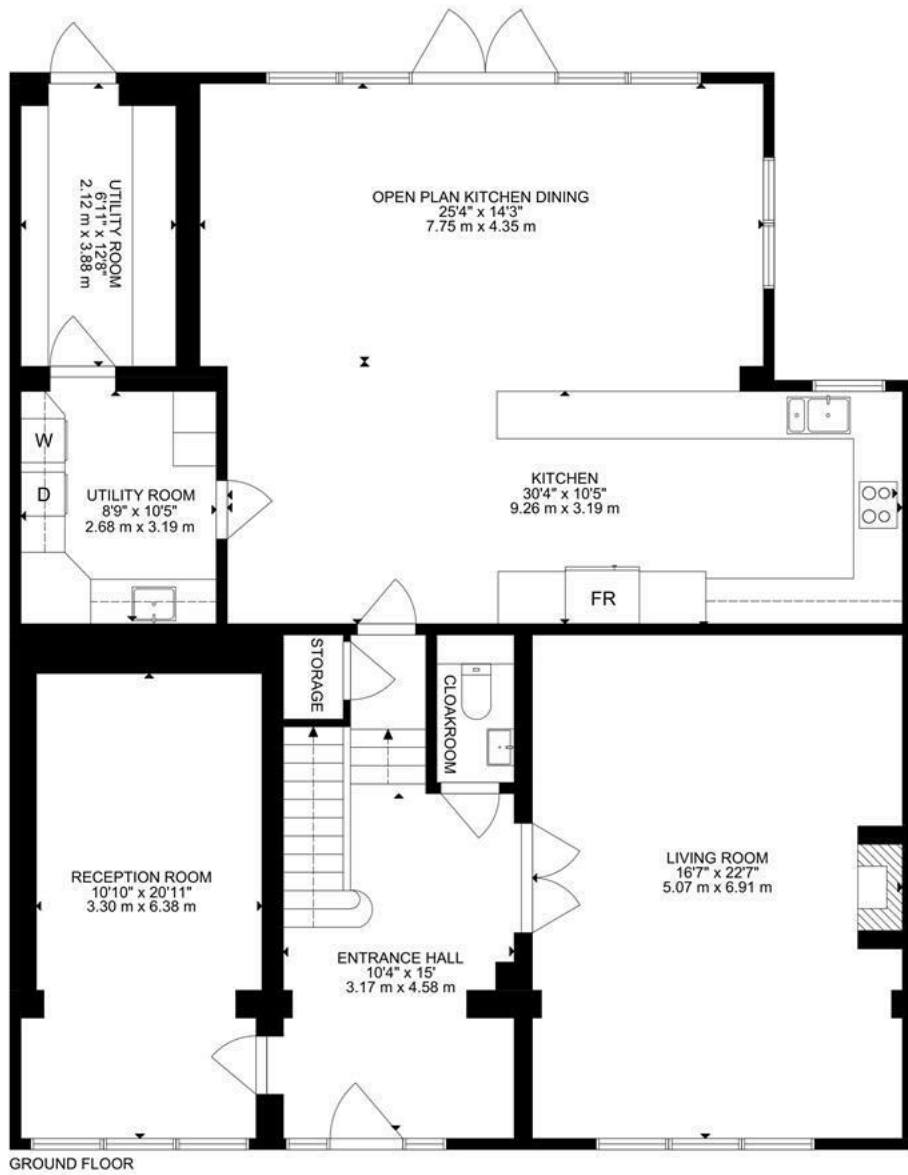 UTILITY ROOM
6'11" x 12'8"
2.12 m x 3.88 m
OPEN PLAN KITCHEN DINING
25'4" x 14'3"
7.75 m x 4.35 m
W
D
UTILITY ROOM
8'9" x 10'5"
2.68 m x 3.19 m
KITCHEN
30'4" x 10'5"
9.26 m x 3.19 m
FR
STORAGE
CLOAKROOM
RECEPTION ROOM
10'10" x 20'11"
3.30 m x 6.38 m
ENTRANCE HALL
10'4" x 15'
3.17 m x 4.58 m
LIVING ROOM
16'7" x 22'7"
5.07 m x 6.91 m
GROUND FLOOR